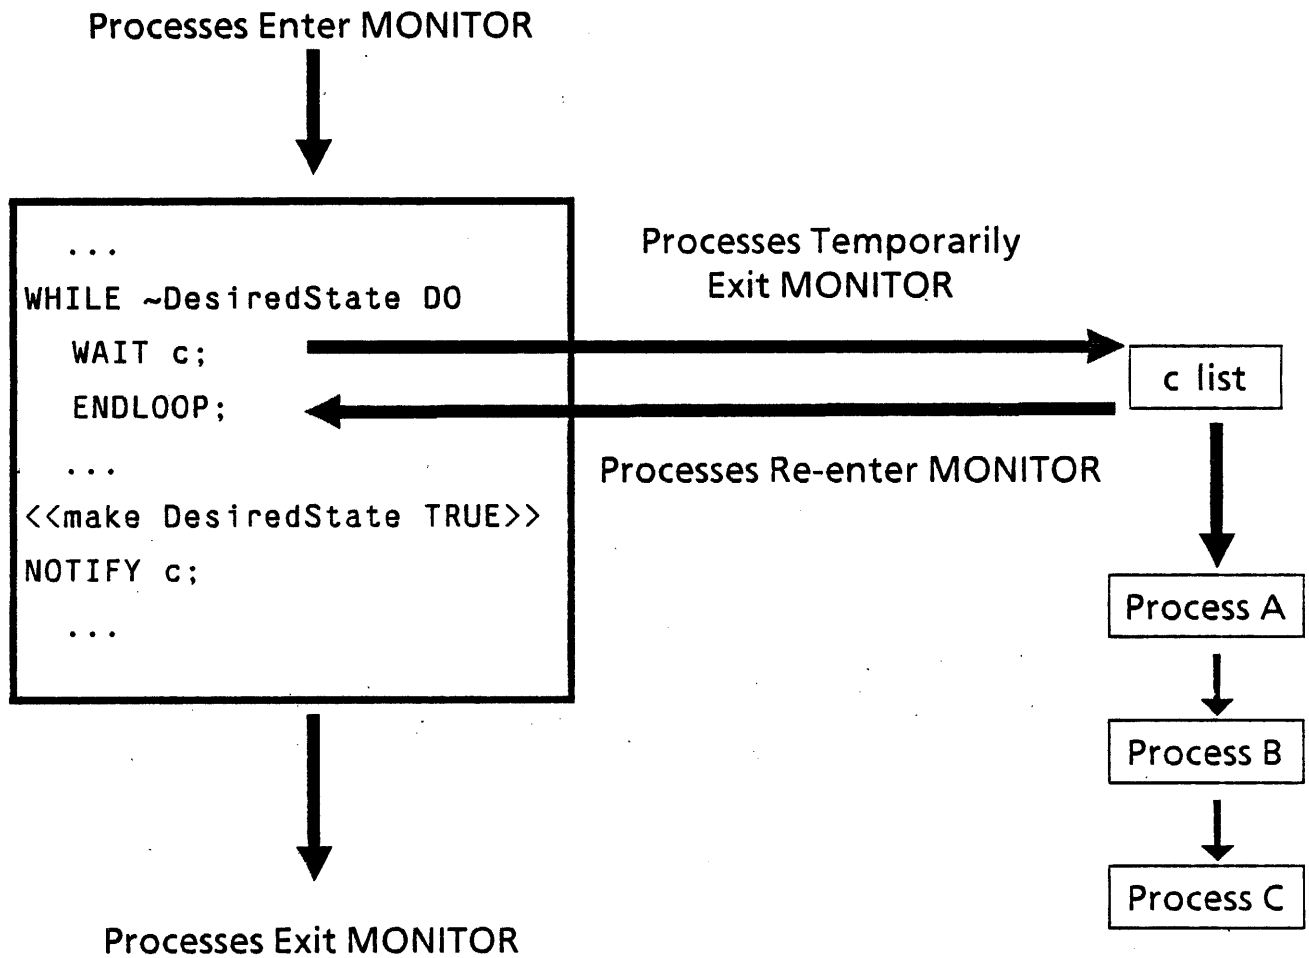 Processes Enter MONITOR
...
WHILE ~DesiredState DO
WAIT c;
ENDLOOP;
...
<<make DesiredState TRUE>>
NOTIFY c;
...
Processes Temporarily
Exit MONITOR
c list
Processes Re-enter MONITOR
Process A
Process B
Process C
Processes Exit MONITOR